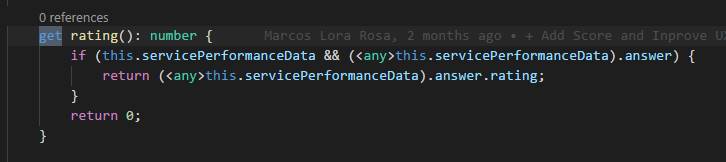 0 references
get rating(): number {    Marcos Lora Rosa, 2 months ago • + Add Score and Inprove UX
if (this.servicePerformanceData && (<any>this.servicePerformanceData).answer) {
return (<any>this.servicePerformanceData).answer.rating;
}
return 0;
}